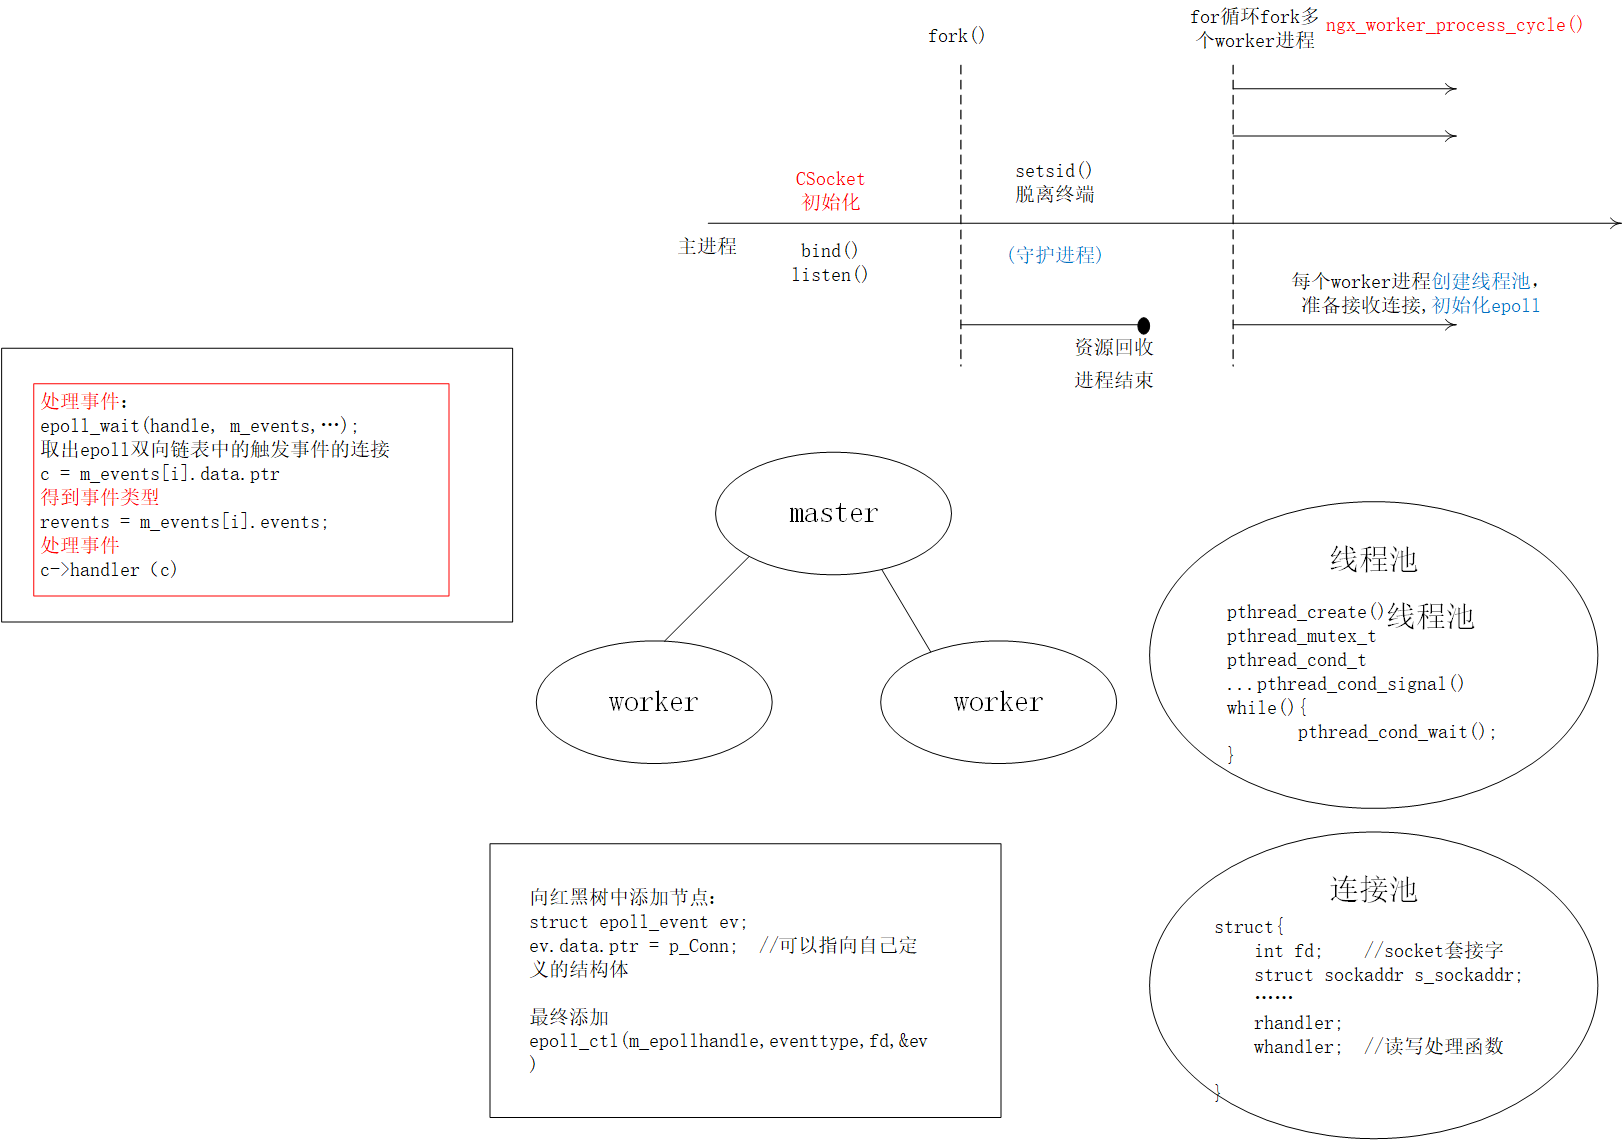 fork()
for循环fork多
个worker进程
ngx_worker_process_cycle()
CSocket
初始化
setsid()
脱离终端
主进程
bind()
listen()
(守护进程)
每个worker进程创建线程池,
准备接收连接,初始化epoll
资源回收
进程结束
处理事件:
epoll_wait(handle, m_events,…);
取出epoll双向链表中的触发事件的连接
c = m_events[i].data.ptr
得到事件类型
revents = m_events[i].events;
处理事件
c->handler（c)
master
worker
worker
线程池
pthread_create()线程池
pthread_mutex_t
pthread_cond_t
...pthread_cond_signal()
while(){
pthread_cond_wait();
}
向红黑树中添加节点:
struct epoll_event ev;
ev.data.ptr = p_Conn;  //可以指向自己定
义的结构体
最终添加
epoll_ctl(m_epollhandle,eventtype,fd,&ev
)
连接池
struct{
int fd;    //socket套接字
struct sockaddr s_sockaddr;
……
rhandler;
whandler;  //读写处理函数
}